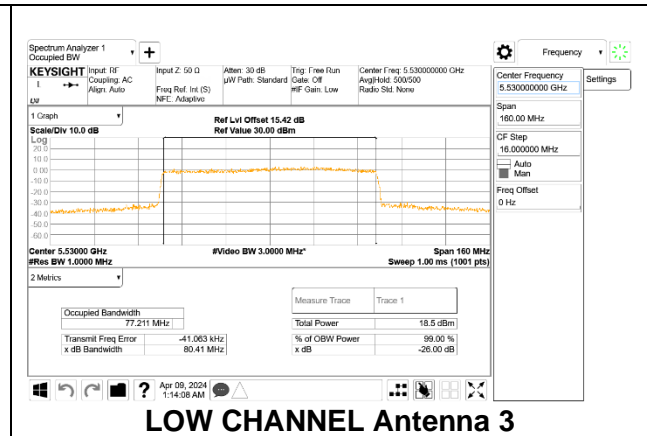 Spectrum Analyzer 1
Occupied BW
Frequency
KEYSIGHT Input: RF
Coupling: AC
Align: Auto
Input Z: 50 Ω
Freq Ref: Int (S)
NFE: Adaptive
Atten: 30 dB
µW Path: Standard
Trig: Free Run
Gate: Off
#IF Gain: Low
Center Freq: 5.530000000 GHz
Avg|Hold: 500/500
Radio Std: None
Center Frequency
5.530000000 GHz
Settings
Span
160.00 MHz
CF Step
16.000000 MHz
Auto
Man
Freq Offset
0 Hz
1 Graph
Scale/Div 10.0 dB
Ref Lvl Offset 15.42 dB
Ref Value 30.00 dBm
Log
20.0
10.0
0.00
-10.0
-20.0
-30.0
-40.0
-50.0
-60.0
Center 5.53000 GHz
#Res BW 1.0000 MHz
#Video BW 3.0000 MHz*
Span 160 MHz
Sweep 1.00 ms (1001 pts)
2 Metrics
Measure Trace Trace 1
Occupied Bandwidth
77.211 MHz
Total Power 18.5 dBm
Transmit Freq Error -41.063 kHz
% of OBW Power 99.00 %
x dB Bandwidth 80.41 MHz
x dB -26.00 dB
Apr 09, 2024
1:14:08 AM
LOW CHANNEL Antenna 3